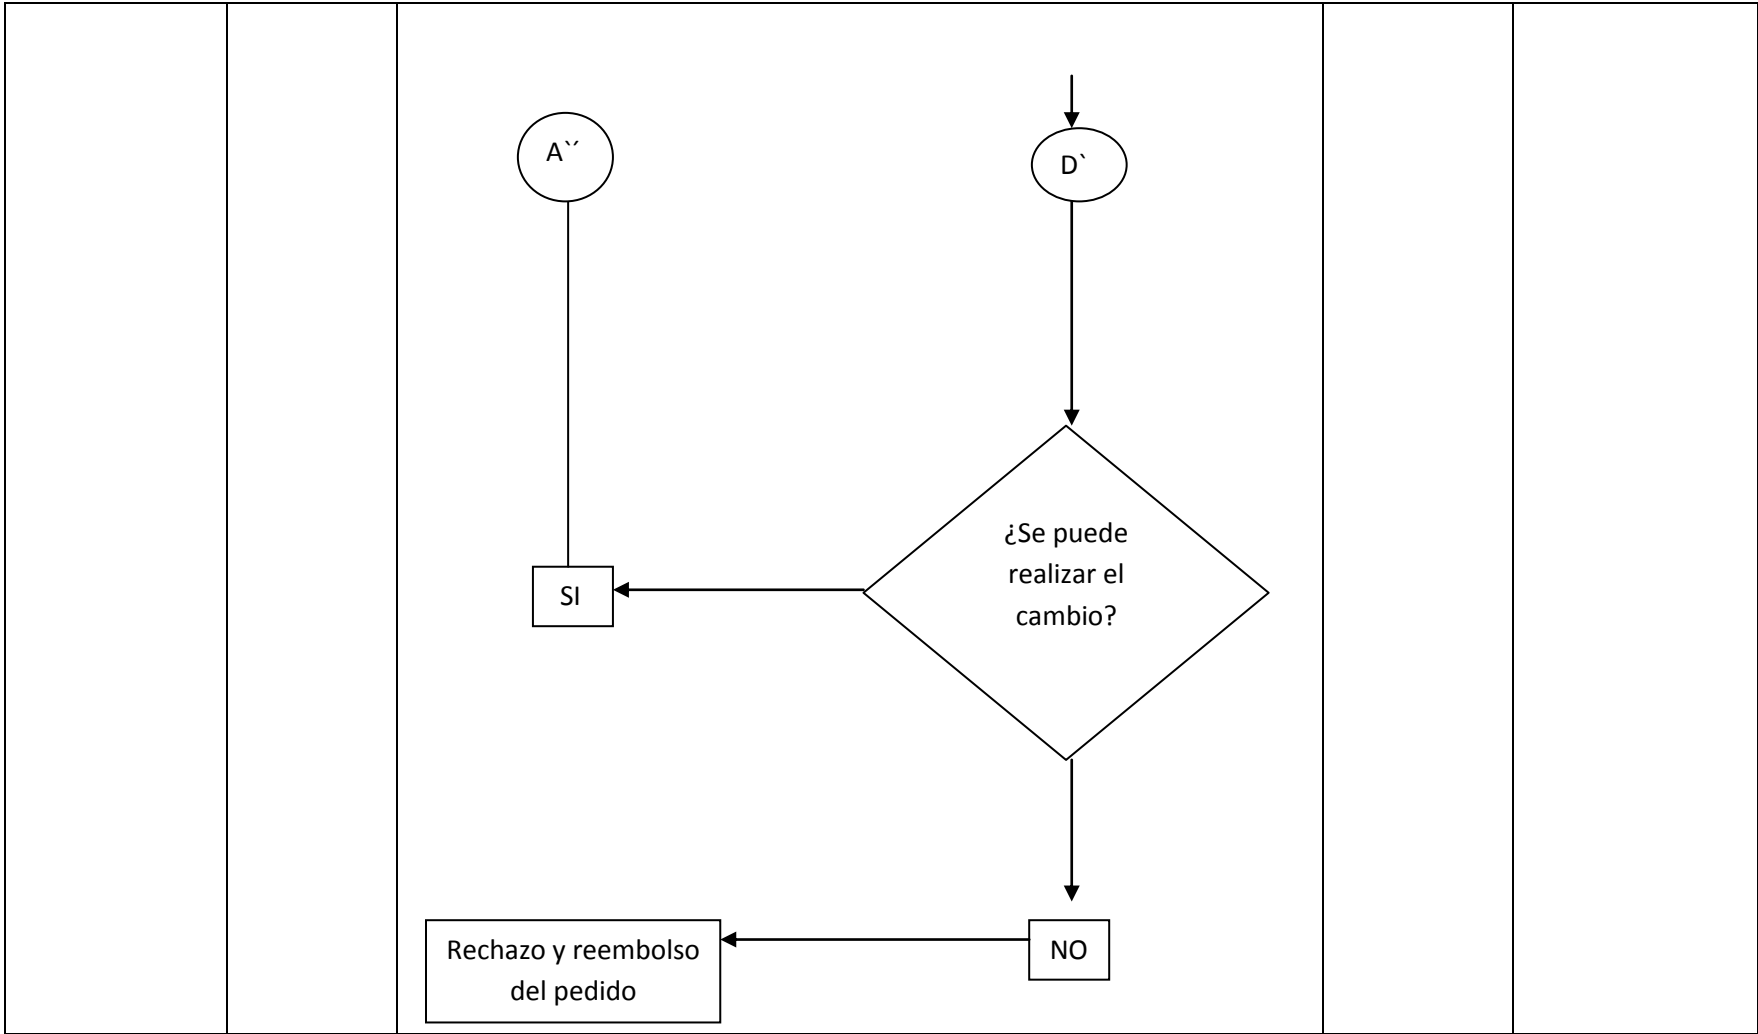 A``´
D`
¿Se puede
realizar el
cambio?
SI
NO
Rechazo y reembolso
del pedido